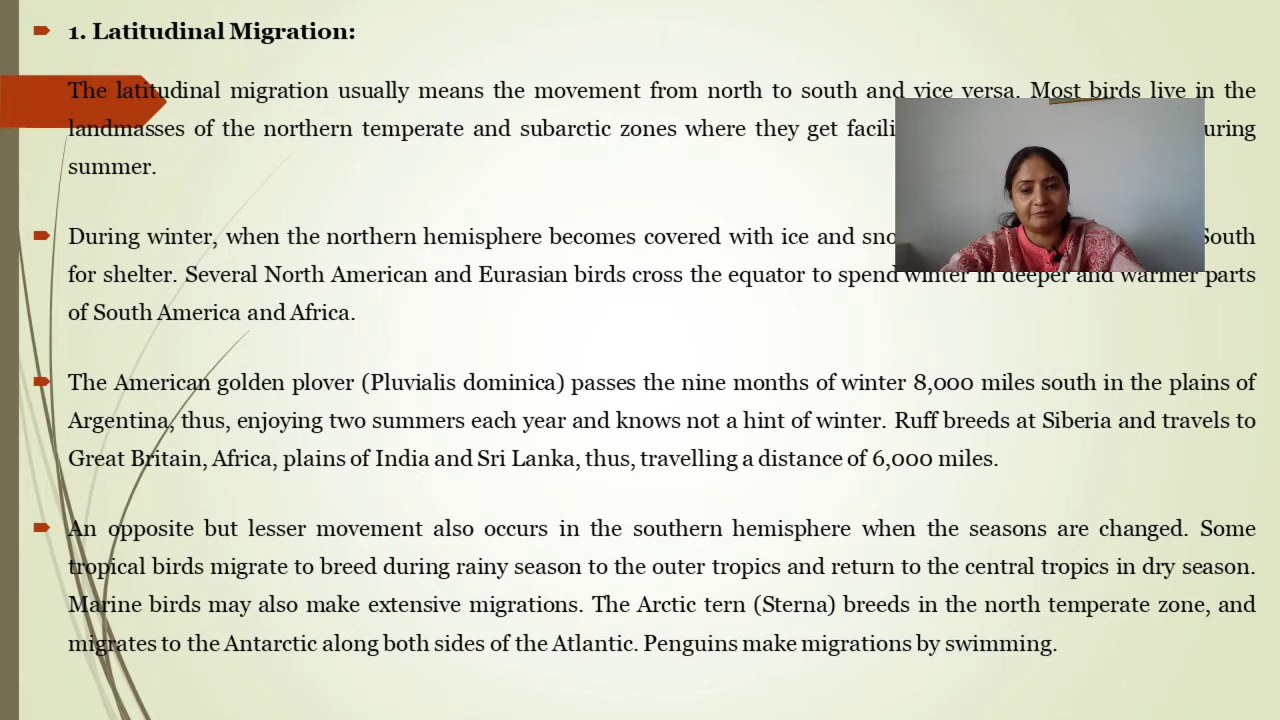 1. Latitudinal Migration:
The latitudinal migration usually means the movement from north to south and vice versa. Most birds live in the
landmasses of the northern temperate and subarctic zones where they get
summer.
During winter, when the northern hemisphere becomes covered with ice and South
for shelter. Several North American and Eurasian birds cross the equator to spend winter in deeper and warmer parts
of South America and Africa.
The American golden plover (Pluvialis dominica) passes the nine months of winter 8,000 miles south in the plains of
Argentina, thus, enjoying two summers each year and knows not a hint of winter. Ruff breeds at Siberia and travels to
Great Britain, Africa, plains of India and Sri Lanka, thus, travelling a distance of 6,000 miles.
An opposite but lesser movement also occurs in the southern hemisphere when the seasons are changed. Some
tropical birds migrate to breed during rainy season to the outer tropics and return to the central tropics in dry season.
Marine birds may also make extensive migrations. The Arctic tern (Sterna) breeds in the north temperate zone, and
migrates to the Antarctic along both sides of the Atlantic. Penguins make migrations by swimming.